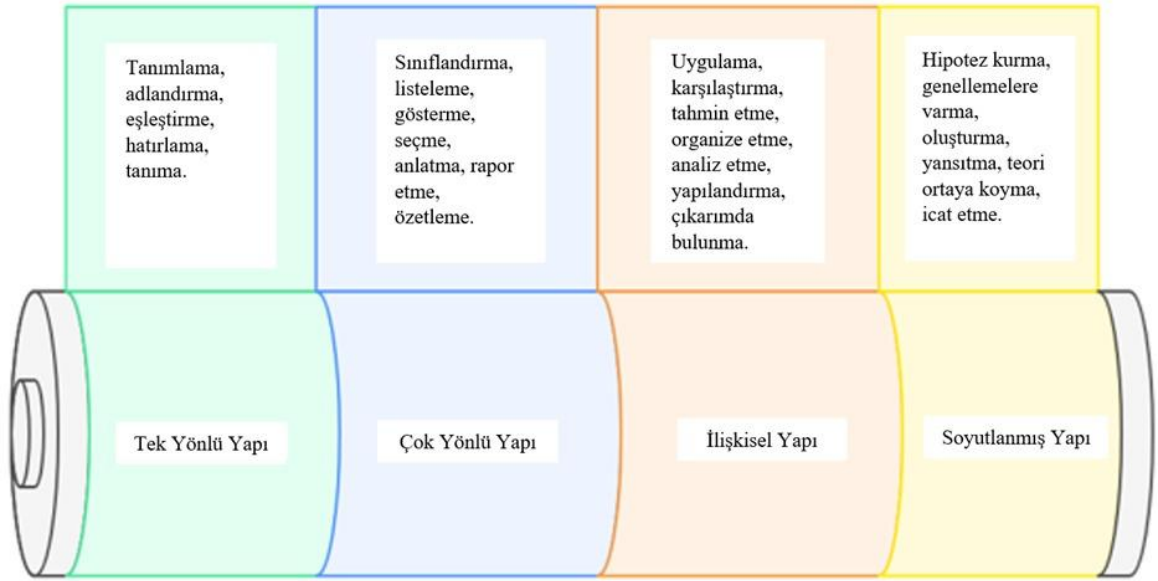 Tanımlama,
adlandırma,
eşleştirme,
hatırlama,
tanıma.
Sınıflandırma,
listeleme,
gösterme,
seçme,
anlatma, rapor
etme,
özetleme.
Uygulama,
karşılaştırma,
tahmin etme,
organize etme,
analiz etme,
yapılandırma,
çıkarımda
bulunma.
Hipotez kurma,
genellemelere
varma,
oluşturma,
yansıtma, teori
ortaya koyma,
icat etme.
Tek Yönlü Yapı
Çok Yönlü Yapı
İlişkisel Yapı
Soyutlanmış Yapı